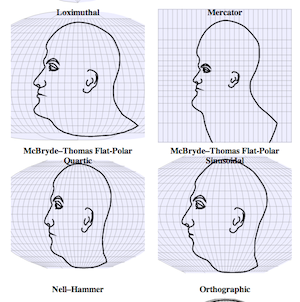 Loximuthal
Mercator
McBryde–Thomas Flat-Polar
Quartic
McBryde–Thomas Flat-Polar
Sinusoidal
Nell–Hammer
Orthographic